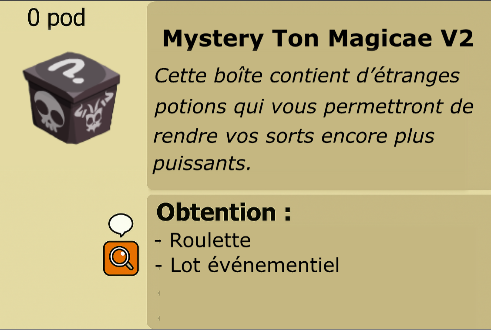 0 pod
Mystery Ton Magicae V2
Cette boîte contient d’étranges
potions qui vous permettront de
rendre vos sorts encore plus
puissants.
Obtention :
- Roulette
- Lot événementiel